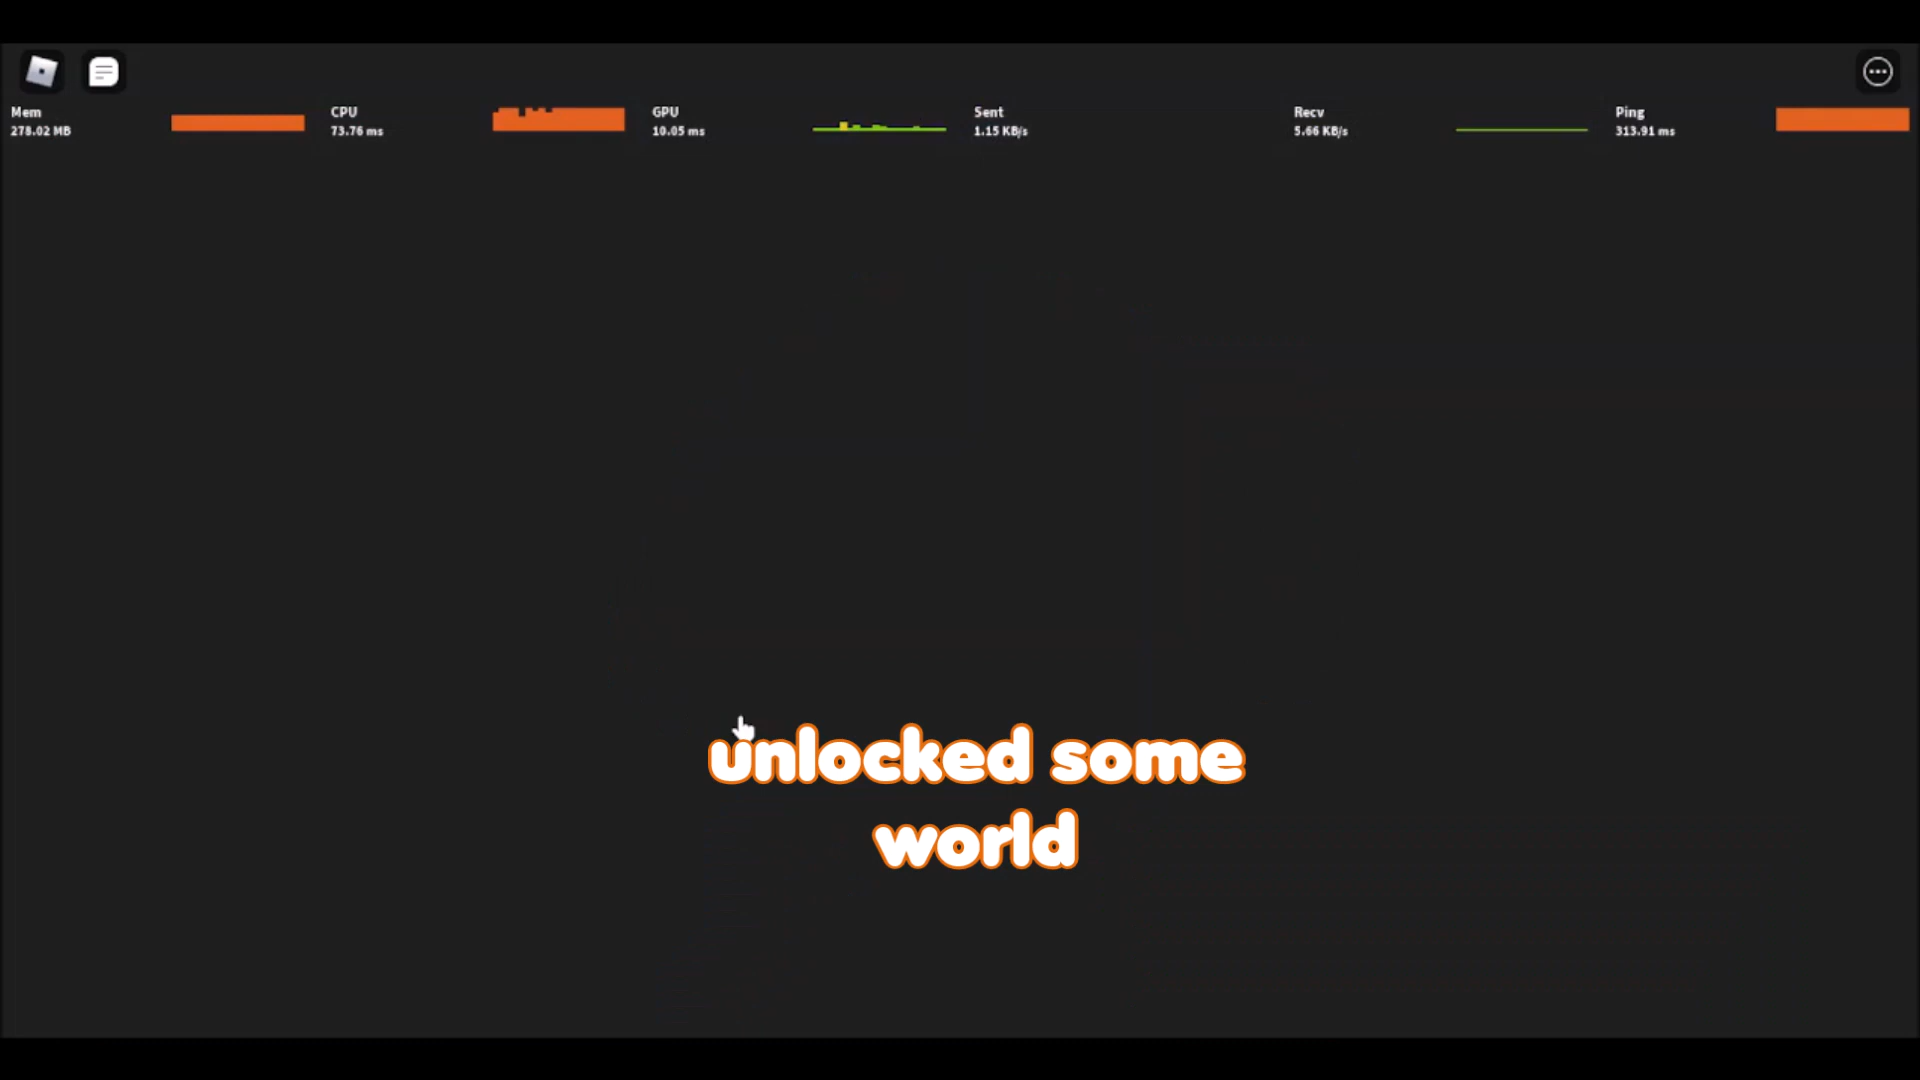 Mem CPU GPU Sent Recv Ping
278.02 MB 73.76 ms 10.05 ms 1.15 KB/s 5.66 KB/s 313.91 ms
unlocked some
world